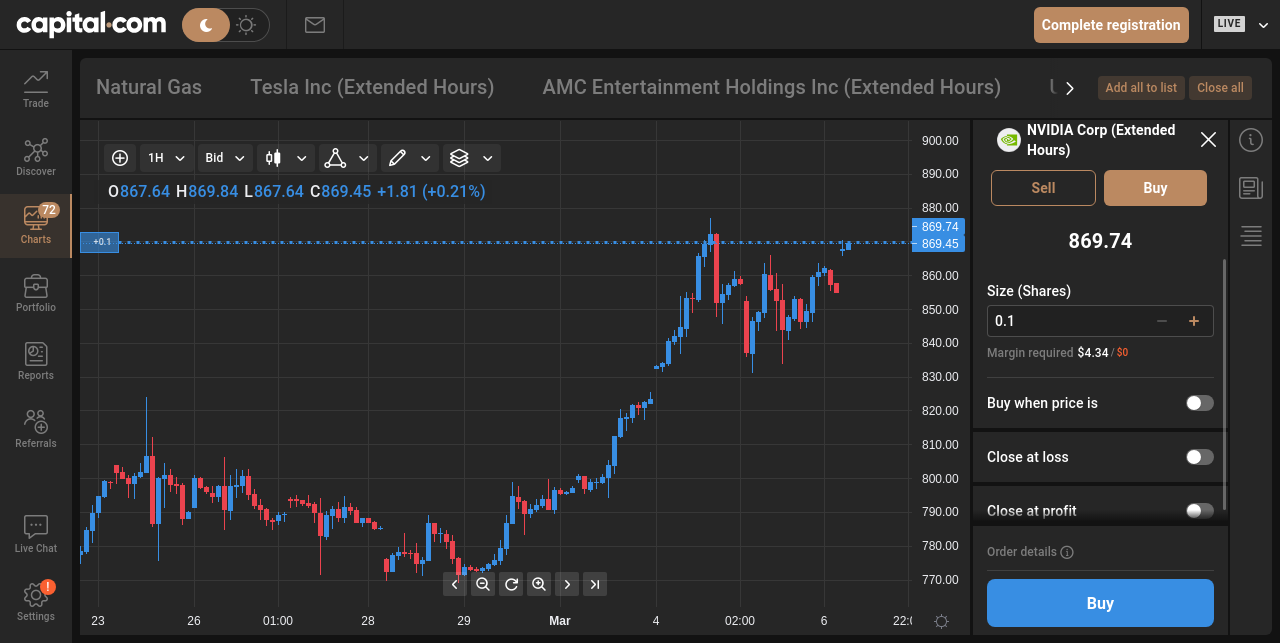 capital.com
Complete registration
LIVE
Trade
Discover
72
Charts
Portfolio
Reports
Referrals
Live Chat
!
Settings
Natural Gas
Tesla Inc (Extended Hours)
AMC Entertainment Holdings Inc (Extended Hours)
Add all to list
Close all
1H
Bid
O867.64 H869.84 L867.64 C869.45 +1.81 (+0.21%)
+0.1
900.00
890.00
880.00
869.74
869.45
860.00
850.00
840.00
830.00
820.00
810.00
800.00
790.00
780.00
770.00
23
26
01:00
28
29
Mar
4
02:00
6
NVIDIA Corp (Extended
Hours)
Sell
Buy
869.74
Size (Shares)
0.1
Margin required $4.34 / $0
Buy when price is
Close at loss
Close at profit
Order details
Buy